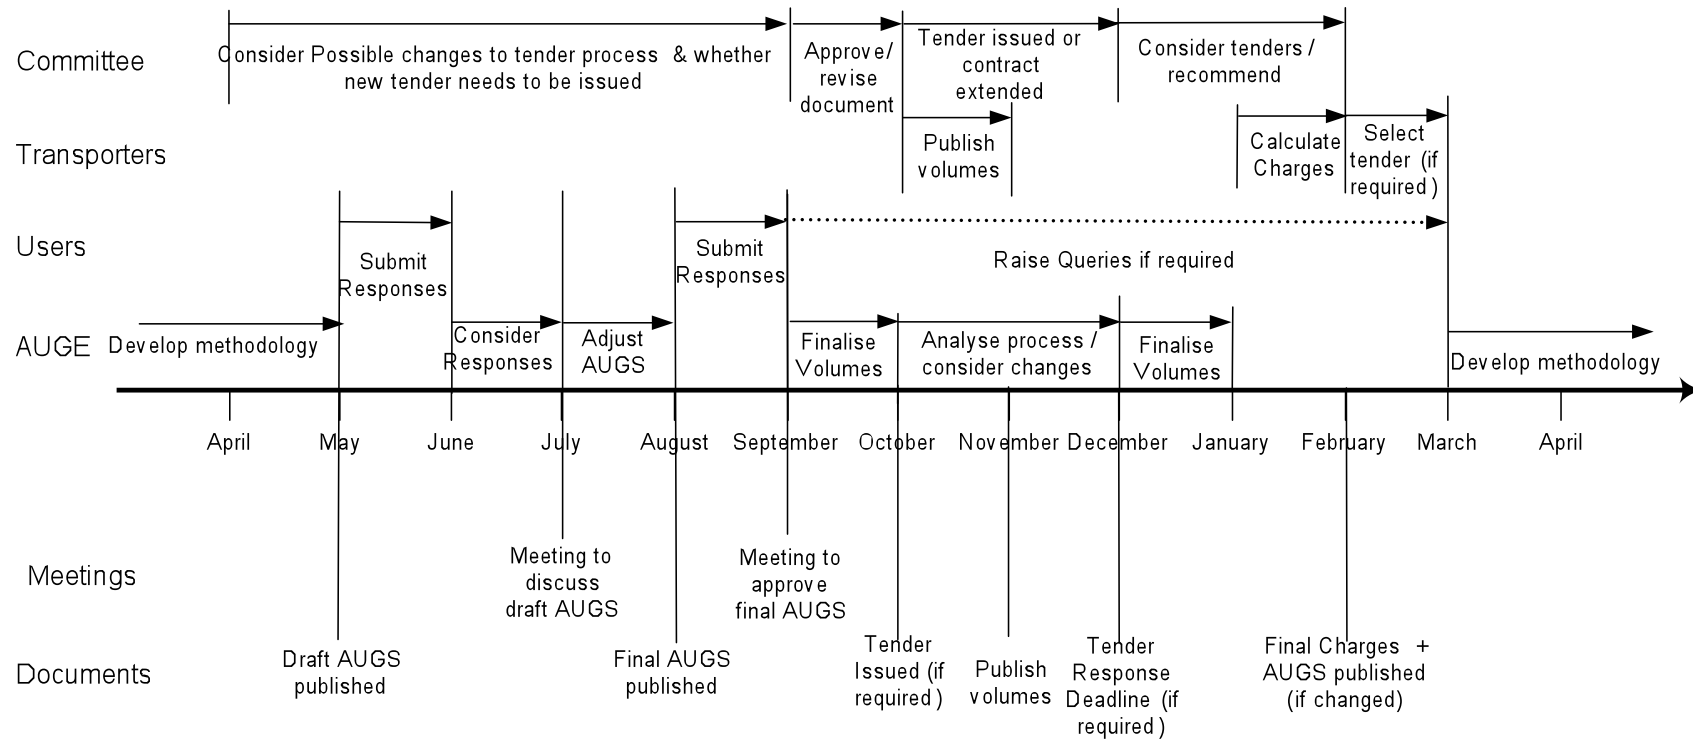 Committee
Consider Possible changes to tender process & whether
new tender needs to be issued
Approve/
revise
document
Tender issued or
contract
extended
Consider tenders /
recommend
Transporters
Publish
volumes
Calculate
Charges
Select
tender (if
required)
Users
Submit
Responses
Submit
Responses
Raise Queries if required
AUGE
Develop methodology
Consider
Responses
Adjust
AUGS
Finalise
Volumes
Analyse process /
consider changes
Finalise
Volumes
Develop methodology
April May June July August September October November December January February March April
Meetings
Meeting to
discuss
draft AUGS
Meeting to
approve
final AUGS
Documents
Draft AUGS
published
Final AUGS
published
Tender
Issued (if
required)
Publish
volumes
Tender
Response
Deadline (if
required)
Final Charges +
AUGS published
(if changed)